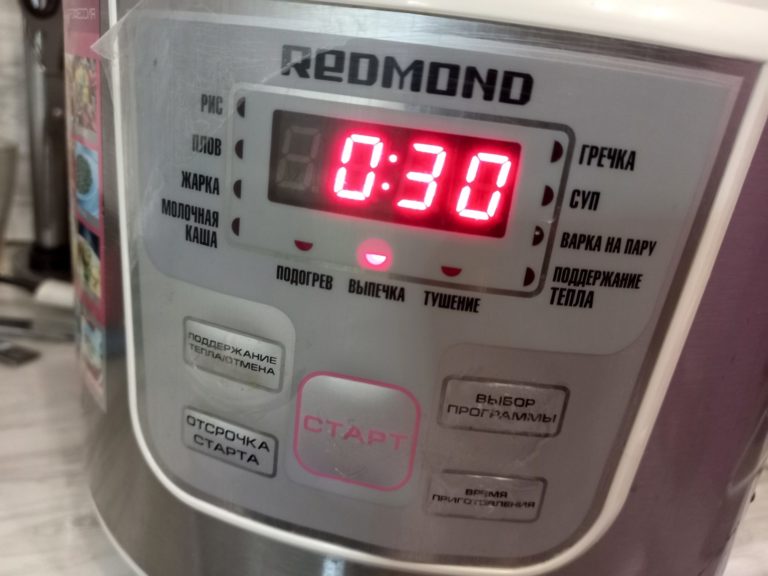 REDMOND
РИС
ПЛОВ
ЖАРКА
МОЛОЧНАЯ
КАША
0:30
ГРЕЧКА
СУП
ВАРКА НА ПАРУ
ПОДДЕРЖАНИЕ
ТЕПЛА
ПОДОГРЕВ
ВЫПЕЧКА
ТУШЕНИЕ
ПОДДЕРЖАНИЕ
ТЕПЛА/ОТМЕНА
ОТСРОЧКА
СТАРТА
СТАРТ
ВЫБОР
ПРОГРАММЫ
ВРЕМЯ
ПРИГОТОВЛЕНИЯ